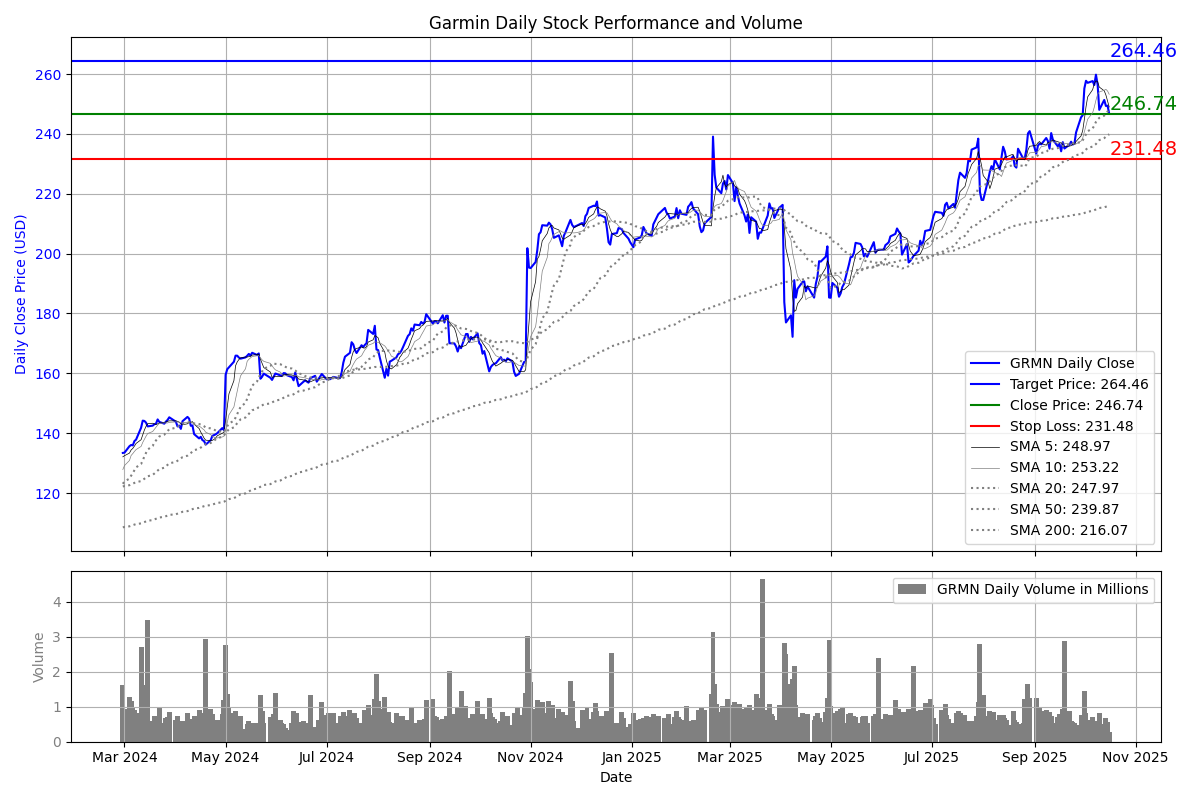 Garmin Daily Stock Performance and Volume
264.46
246.74
231.48
260
240
220
200
180
160
140
120
Daily Close Price (USD)
GRMN Daily Close
Target Price: 264.46
Close Price: 246.74
Stop Loss: 231.48
SMA 5: 248.97
SMA 10: 253.22
SMA 20: 247.97
SMA 50: 239.87
SMA 200: 216.07
GRMN Daily Volume in Millions
4
3
2
1
0
Volume
Mar 2024 May 2024 Jul 2024 Sep 2024 Nov 2024 Jan 2025 Mar 2025 May 2025 Jul 2025 Sep 2025 Nov 2025
Date